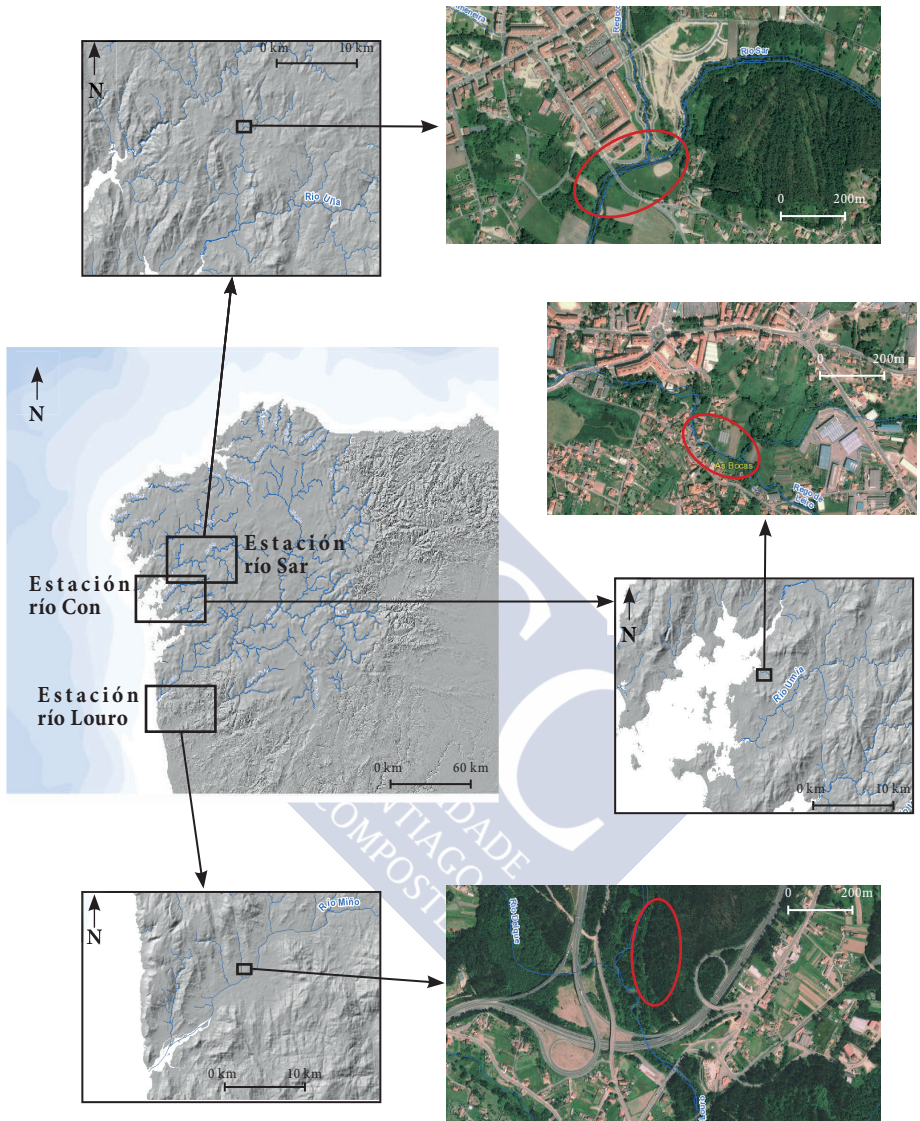 N
0 km 10 km
Río Ulla
Río Sar
0 200m
N
Estación
río Sar
Estación
río Con
Estación
río Louro
0 km 60 km
0 200m
As Bocas
Rego de
N
Río Umia
0 km 10 km
N
Río Miño
0 km 10 km
0 200m
Louro